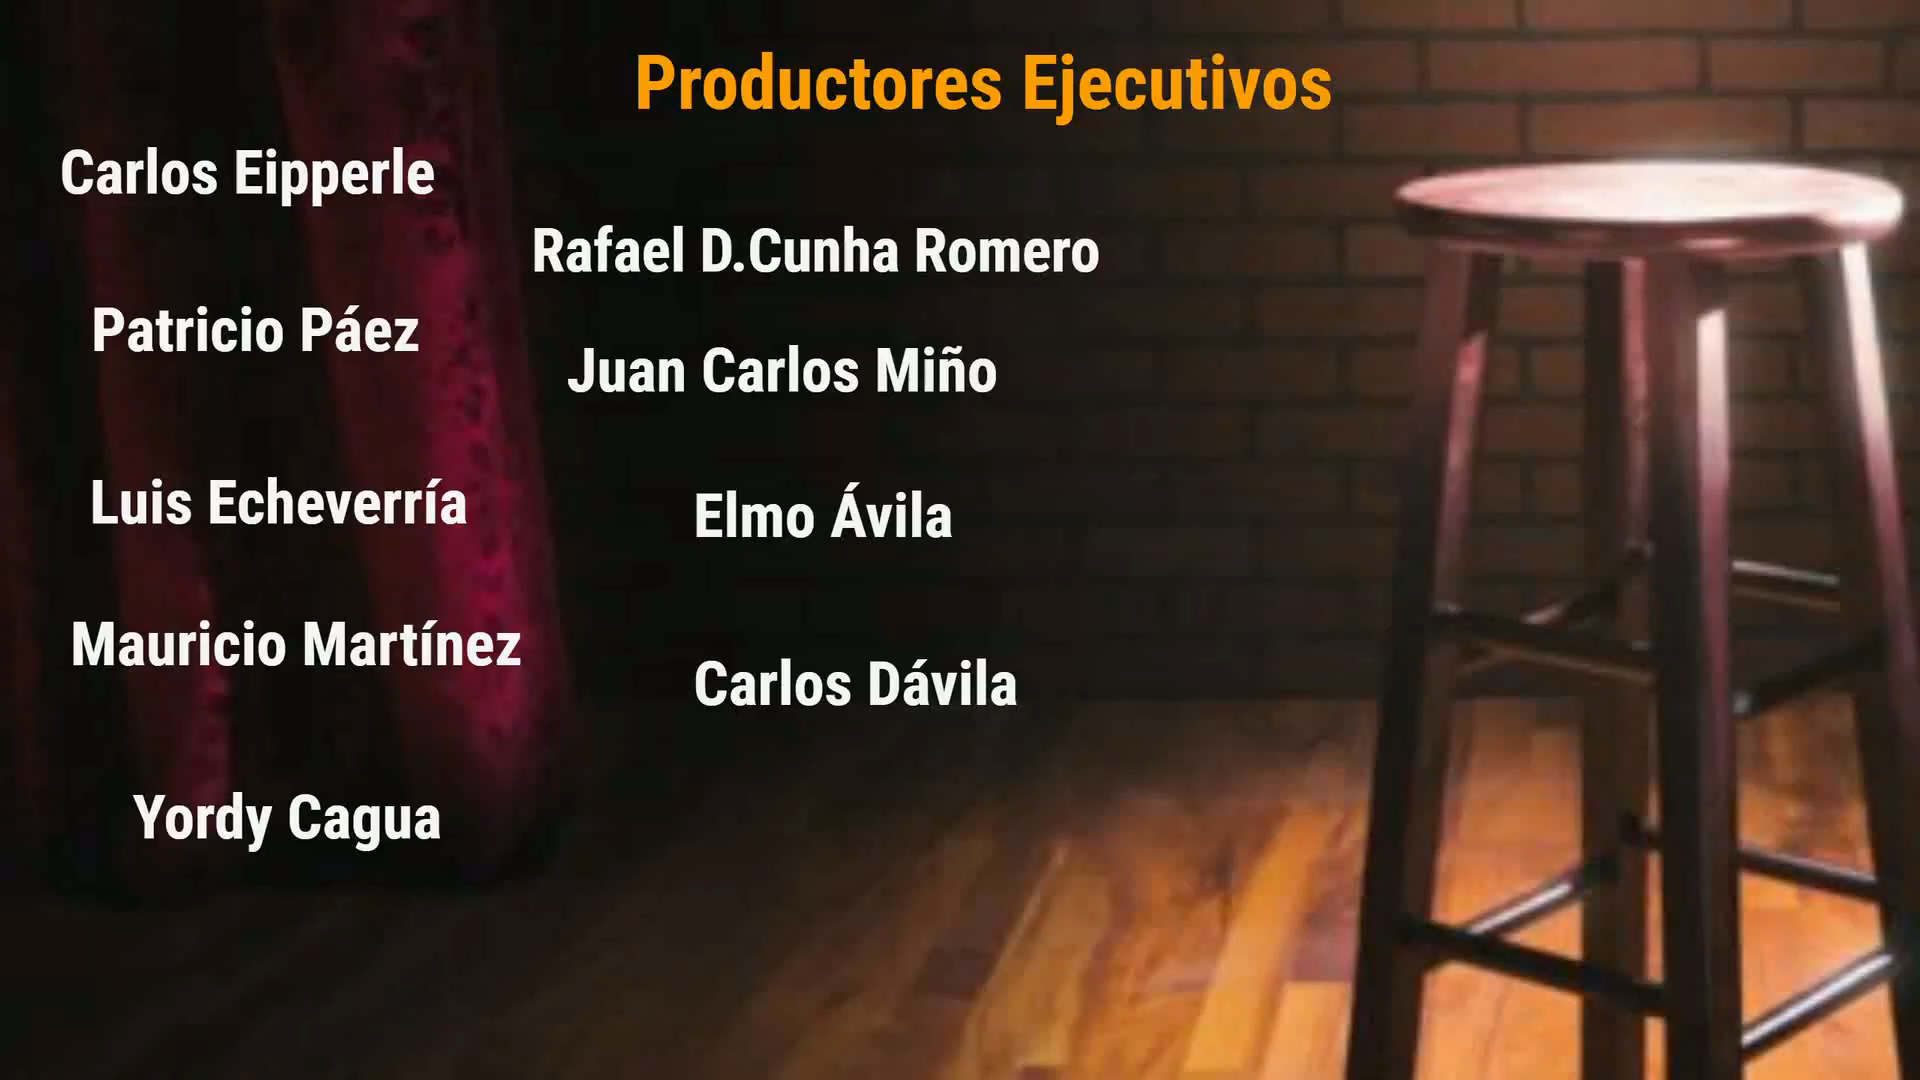 Productores Ejecutivos
Carlos Eipperle
Rafael D.Cunha Romero
Patricio Páez
Juan Carlos Miño
Luis Echeverría
Elmo Ávila
Mauricio Martínez
Carlos Dávila
Yordy Cagua